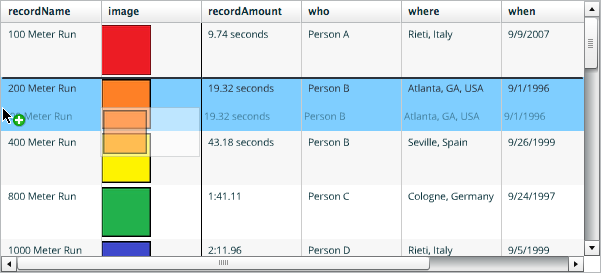 recordName image recordAmount who where when
100 Meter Run 9.74 seconds Person A Rieti, Italy 9/9/2007
200 Meter Run 19.32 seconds Person B Atlanta, GA, USA 9/1/1996
Meter Run 19.32 seconds Person B Atlanta, GA, USA 9/1/1996
400 Meter Run 43.18 seconds Person B Seville, Spain 9/26/1999
800 Meter Run 1:41.11 Person C Cologne, Germany 9/24/1997
1000 Meter Run 2:11.96 Person D Rieti, Italy 9/5/1999